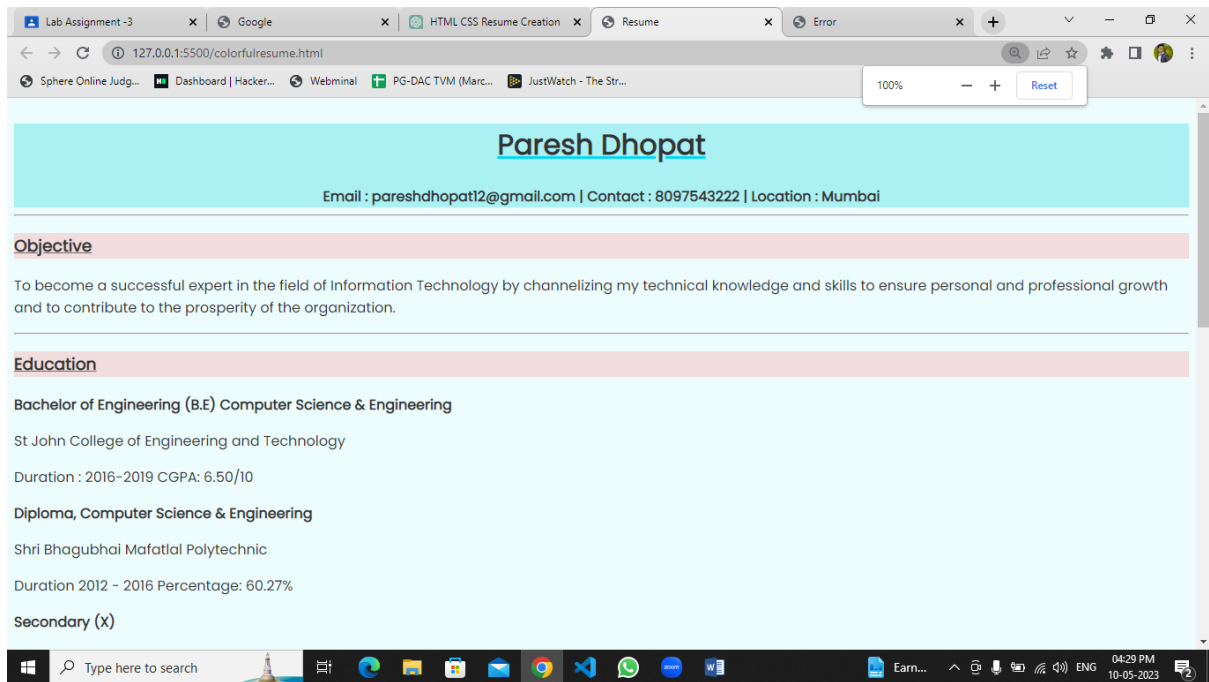 Lab Assignment -3
Google
HTML CSS Resume Creation
Resume
Error
127.0.0.1:5500/colorfulresume.html
Sphere Online Judg...
Dashboard | Hacker...
Webminal
PG-DAC TVM (Marc...
JustWatch - The Str...
100%
Reset
Paresh Dhopat
Email : pareshdhopat12@gmail.com | Contact : 8097543222 | Location : Mumbai
Objective
To become a successful expert in the field of Information Technology by channelizing my technical knowledge and skills to ensure personal and professional growth
and to contribute to the prosperity of the organization.
Education
Bachelor of Engineering (B.E) Computer Science & Engineering
St John College of Engineering and Technology
Duration : 2016-2019 CGPA: 6.50/10
Diploma, Computer Science & Engineering
Shri Bhagubhai Mafatlal Polytechnic
Duration 2012 - 2016 Percentage: 60.27%
Secondary (X)
Type here to search
Earn...
ENG
04:29 PM
10-05-2023
2